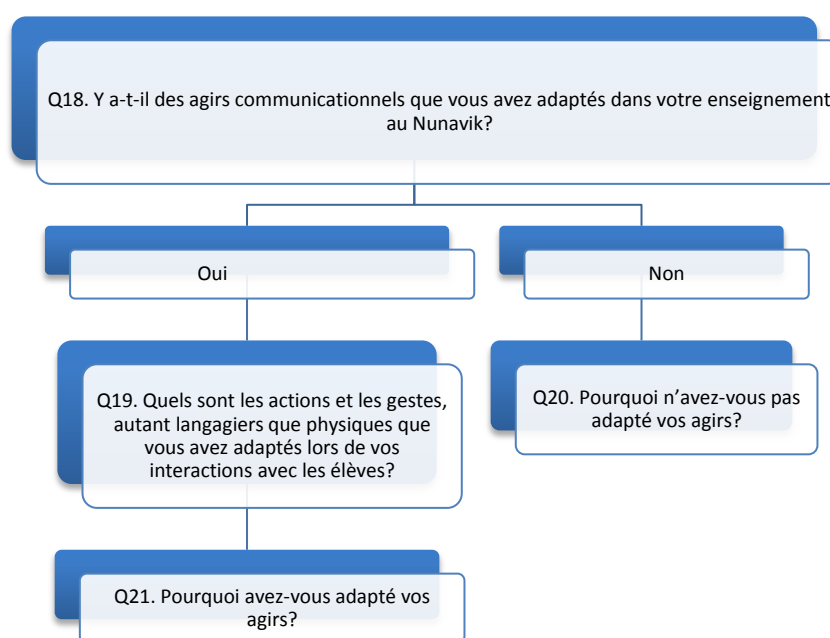 Q18. Y a-t-il des agirs communicationnels que vous avez adaptés dans votre enseignement
au Nunavik?
Oui
Non
Q19. Quels sont les actions et les gestes,
autant langagiers que physiques que
vous avez adaptés lors de vos
interactions avec les élèves?
Q20. Pourquoi n’avez-vous pas
adapté vos agirs?
Q21. Pourquoi avez-vous adapté vos
agirs?